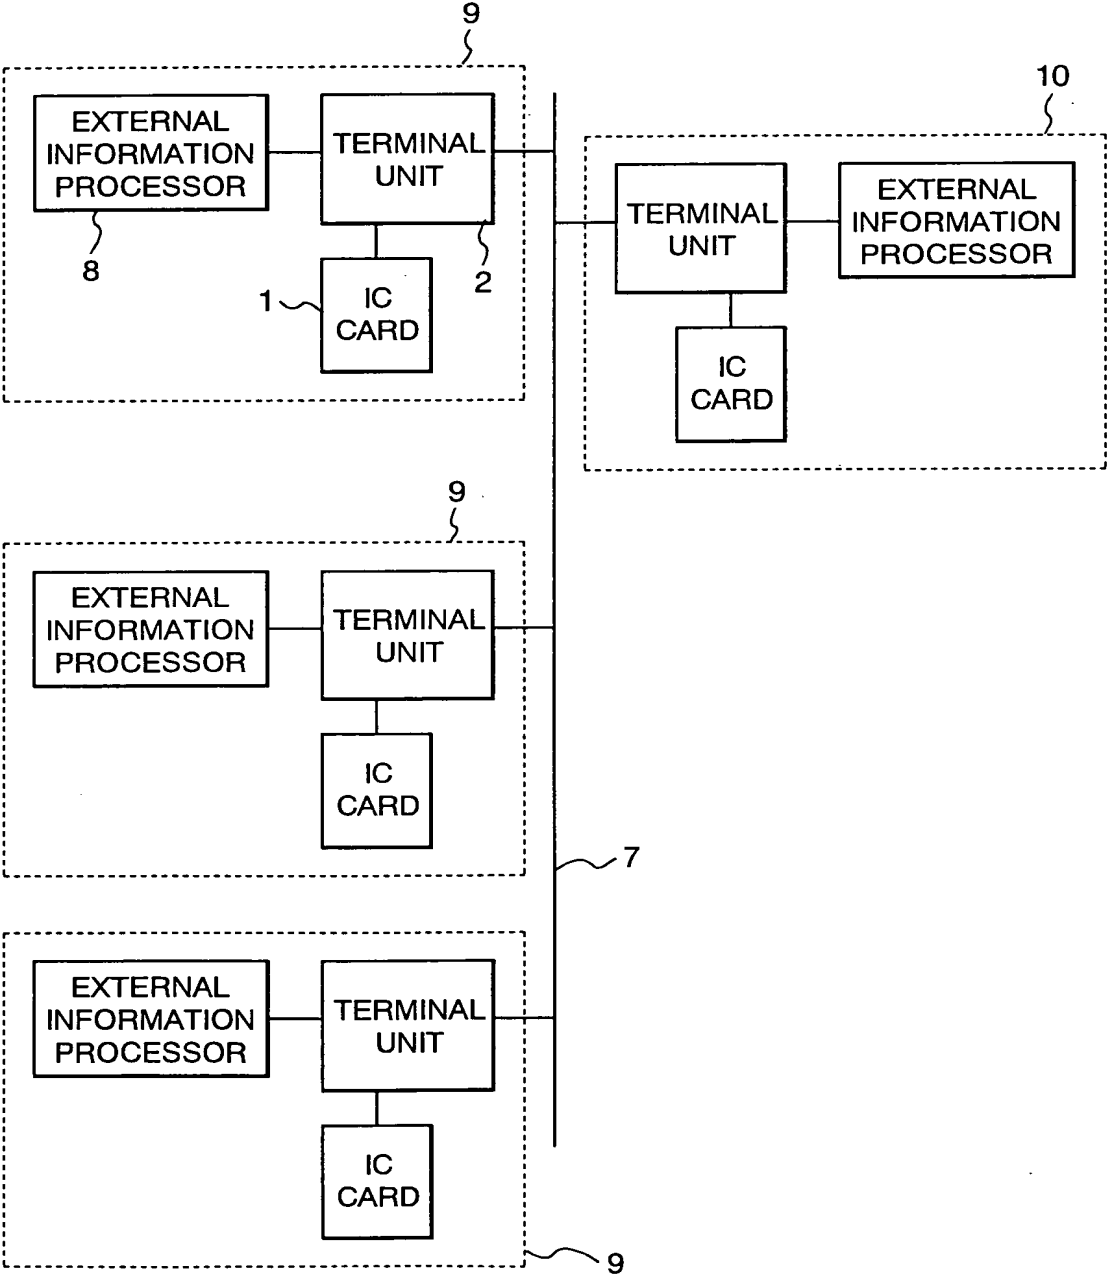 9
EXTERNAL
INFORMATION
PROCESSOR
8
TERMINAL
UNIT
2
1
IC
CARD
10
TERMINAL
UNIT
EXTERNAL
INFORMATION
PROCESSOR
IC
CARD
9
EXTERNAL
INFORMATION
PROCESSOR
TERMINAL
UNIT
IC
CARD
7
EXTERNAL
INFORMATION
PROCESSOR
TERMINAL
UNIT
IC
CARD
9